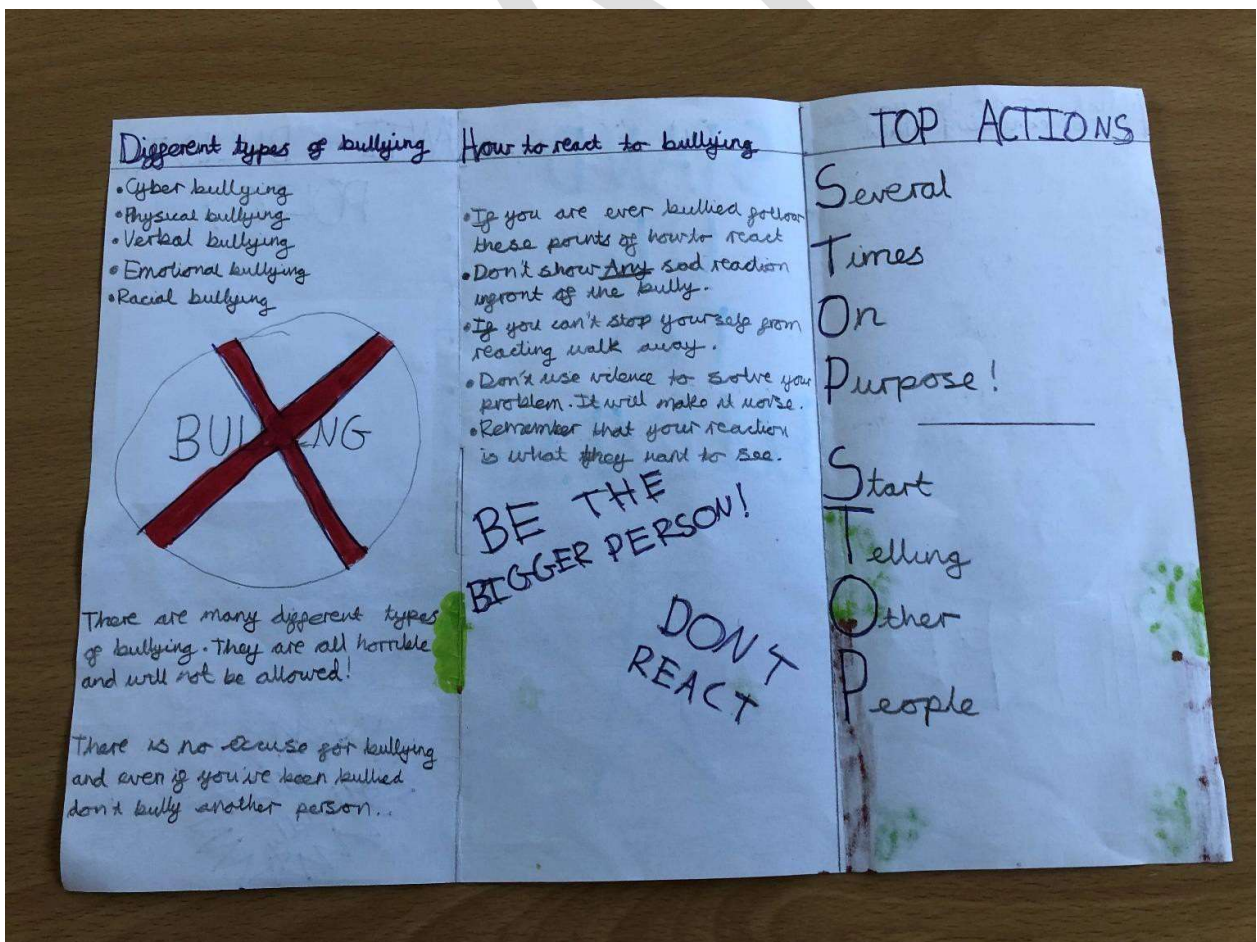 Different types of bullying
• Cyber bullying
• Physical bullying
• Verbal bullying
• Emotional bullying
• Racial bullying
BULLING
There are many different types
of bullying. They are all horrible
and will not be allowed!
There is no excuse for bullying
and even if you've been bullied
don't bully another person..
How to react to bullying
• If you are ever bullied follow
these points of how to react
• Don't show Any sad reaction
infront of the bully.
• If you can't stop yourself from
reacting walk away.
• Don't use vilence to solve your
problem. It will make it worse.
• Remember that your reaction
is what they want to see.
BE THE
BIGGER PERSON!
DON'T
REACT
TOP ACTIONS
Several
Times
On
Purpose!
Start
Telling
Other
People